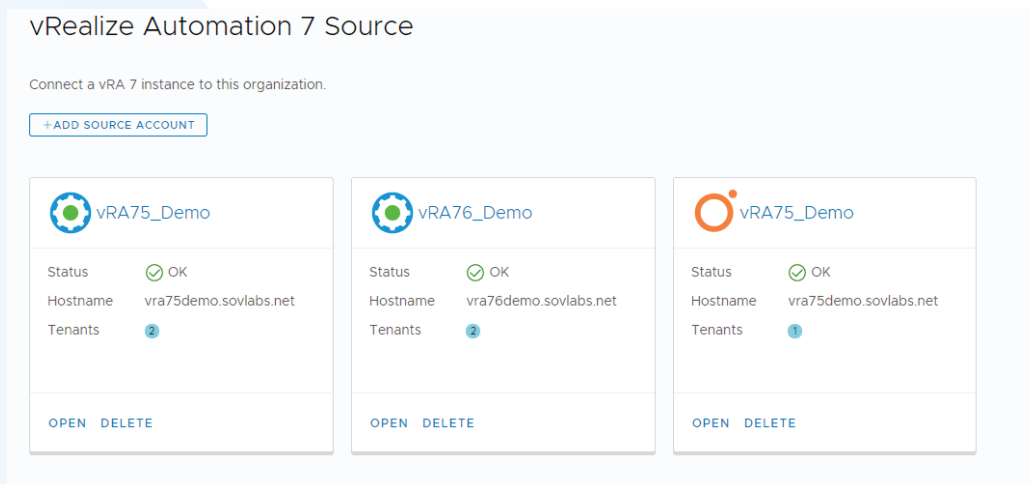 vRealize Automation 7 Source
Connect a vRA 7 instance to this organization.
+ADD SOURCE ACCOUNT
vRA75_Demo
Status OK
Hostname vra75demo.sovlabs.net
Tenants 2
OPEN DELETE
vRA76_Demo
Status OK
Hostname vra76demo.sovlabs.net
Tenants 2
OPEN DELETE
vRA75_Demo
Status OK
Hostname vra75demo.sovlabs.net
Tenants 1
OPEN DELETE